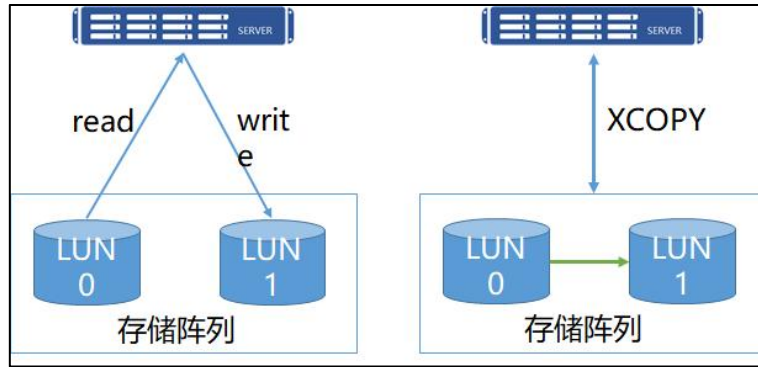 SERVER
read
writ
e
LUN
0
LUN
1
存储阵列
SERVER
XCOPY
LUN
0
LUN
1
存储阵列